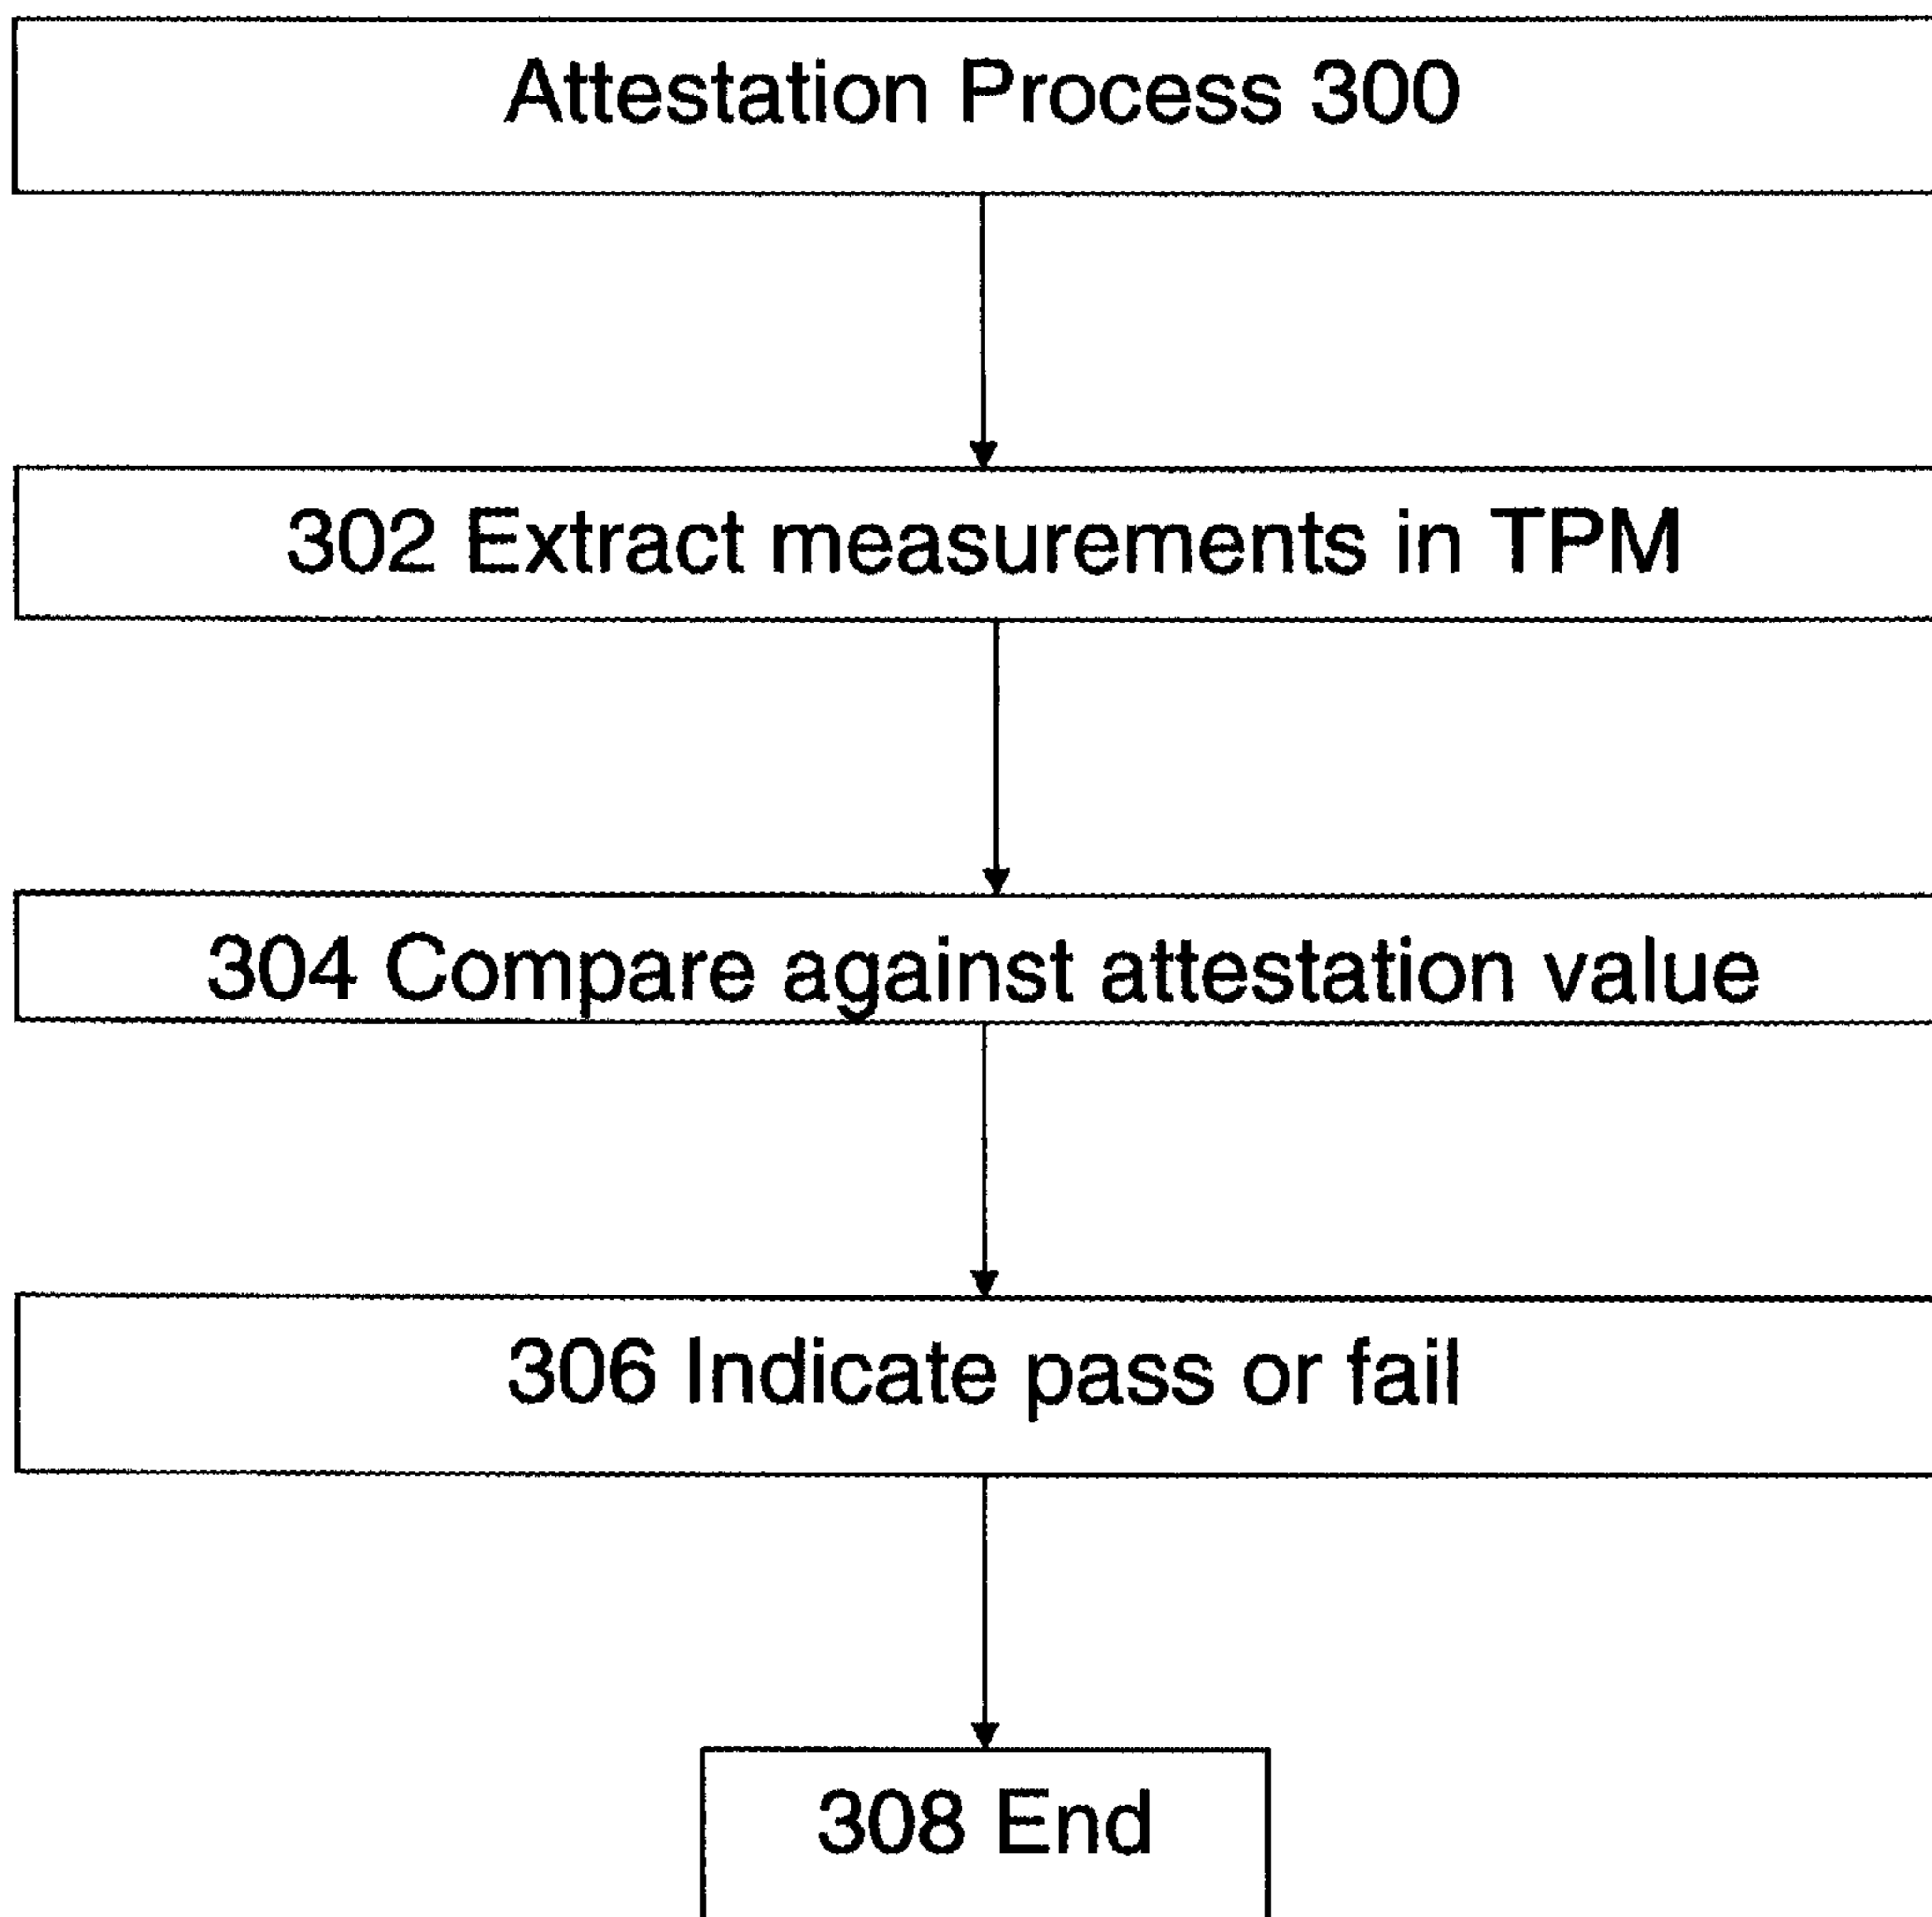 Attestation Process 300
302 Extract measurements in TPM
304 Compare against attestation value
306 Indicate pass or fail
308 End